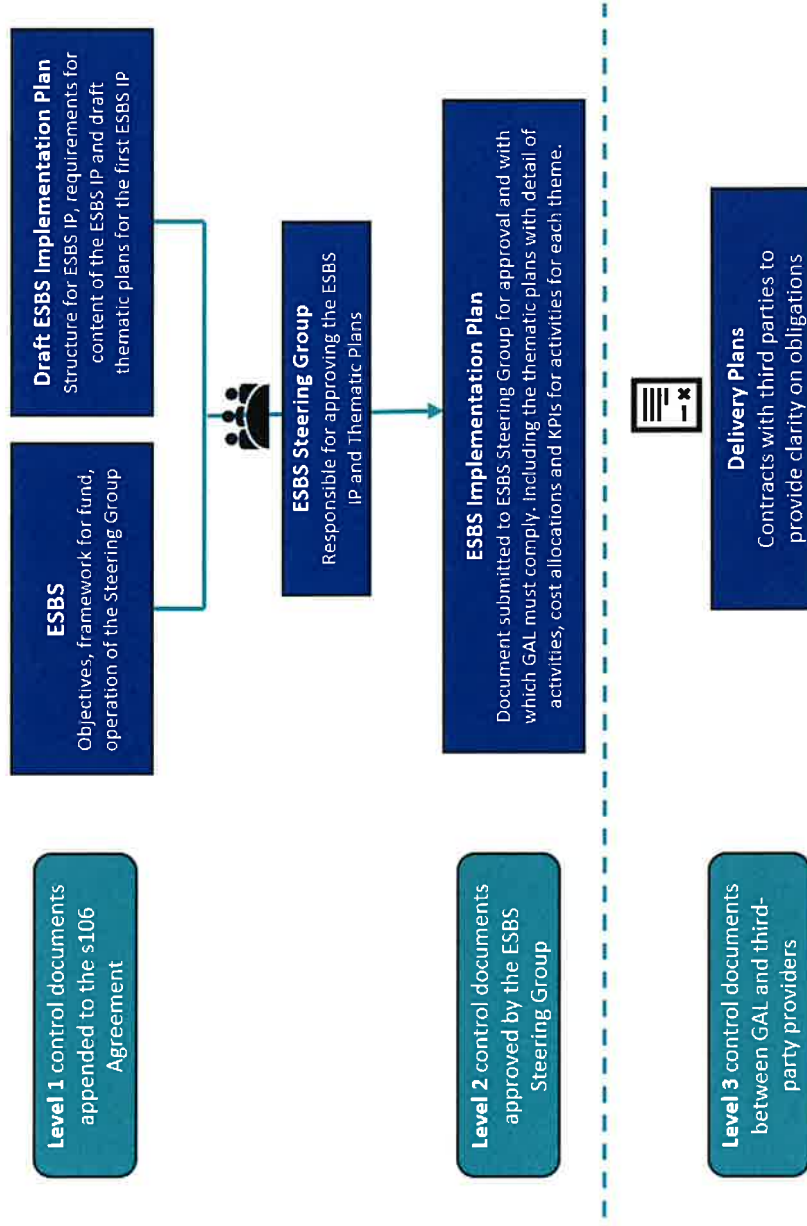 Level 1 control documents
appended to the s106
Agreement
ESBS
Objectives, framework for fund,
operation of the Steering Group
Draft ESBS Implementation Plan
Structure for ESBS IP, requirements for
content of the ESBS IP and draft
thematic plans for the first ESBS IP
ESBS Steering Group
Responsible for approving the ESBS
IP and Thematic Plans
Level 2 control documents
approved by the ESBS
Steering Group
ESBS Implementation Plan
Document submitted to ESBS Steering Group for approval and with
which GAL must comply. Including the thematic plans with detail of
activities, cost allocations and KPIs for activities for each theme.
Level 3 control documents
between GAL and third-
party providers
Delivery Plans
Contracts with third parties to
provide clarity on obligations